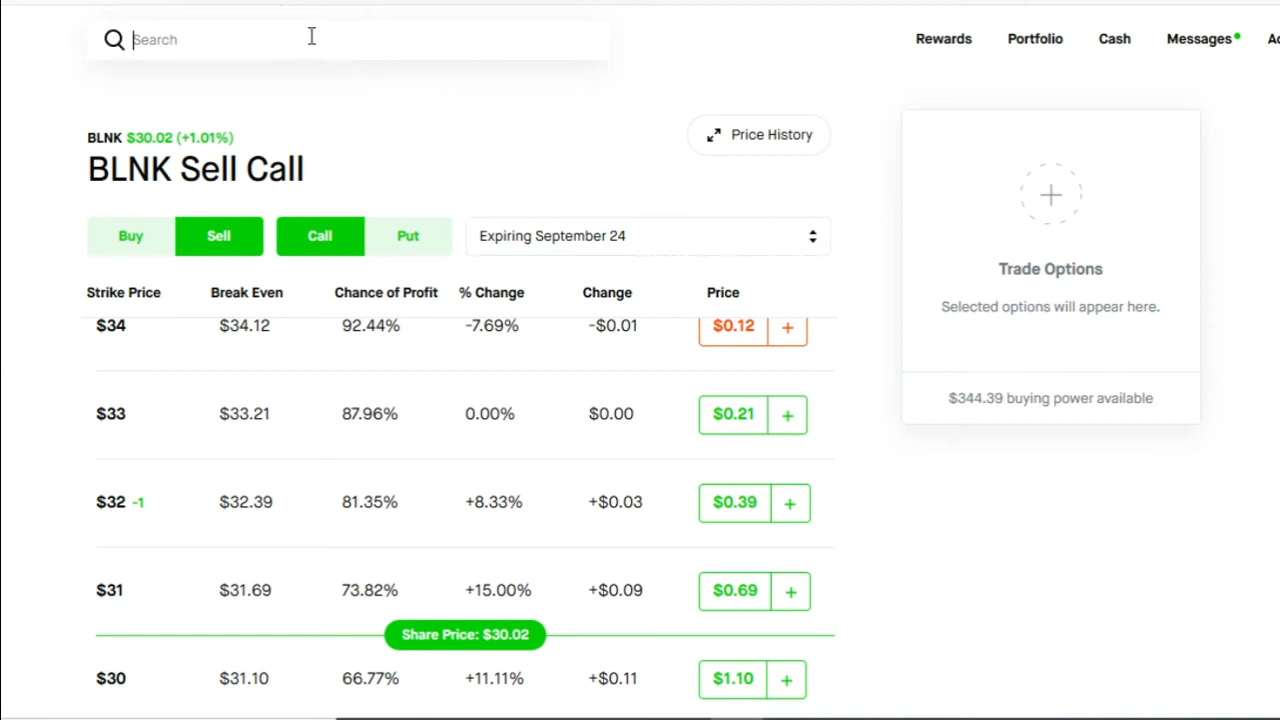 Search
Rewards Portfolio Cash Messages
BLNK $30.02 (+1.01%)
BLNK Sell Call
Price History
Buy Sell Call Put Expiring September 24
Strike Price Break Even Chance of Profit % Change Change Price
$34 $34.12 92.44% -7.69% -$0.01 $0.12 +
$33 $33.21 87.96% 0.00% $0.00 $0.21 +
$32 -1 $32.39 81.35% +8.33% +$0.03 $0.39 +
$31 $31.69 73.82% +15.00% +$0.09 $0.69 +
Share Price: $30.02
$30 $31.10 66.77% +11.11% +$0.11 $1.10 +
Trade Options
Selected options will appear here.
$344.39 buying power available